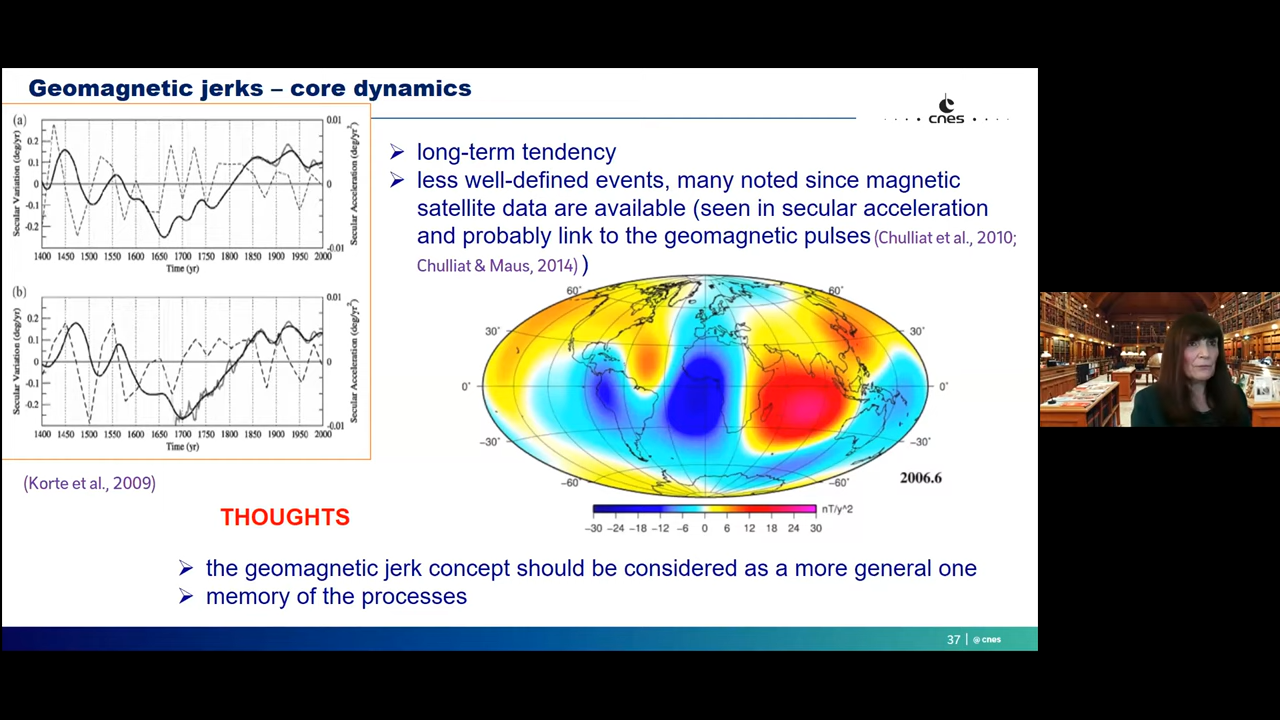 Geomagnetic jerks – core dynamics
cnes
(a)
Secular Variation (deg/yr)
0.2
0.1
0
-0.1
-0.2
0.01
0
-0.01
Secular Acceleration (deg/yr²)
1400 1450 1500 1550 1600 1650 1700 1750 1800 1850 1900 1950 2000
Time (yr)
(b)
Secular Variation (deg/yr)
0.2
0.1
0
-0.1
-0.2
0.01
0
-0.01
Secular Acceleration (deg/yr²)
1400 1450 1500 1550 1600 1650 1700 1750 1800 1850 1900 1950 2000
Time (yr)
(Korte et al., 2009)
➢ long-term tendency
➢ less well-defined events, many noted since magnetic
satellite data are available (seen in secular acceleration
and probably link to the geomagnetic pulses (Chulliat et al., 2010;
Chulliat & Maus, 2014) )
60° 60°
30° 30°
0° 0°
−30° −30°
−60° −60°
2006.6
nT/y^2
−30 −24 −18 −12 −6 0 6 12 18 24 30
THOUGHTS
➢ the geomagnetic jerk concept should be considered as a more general one
➢ memory of the processes
37 | @ cnes